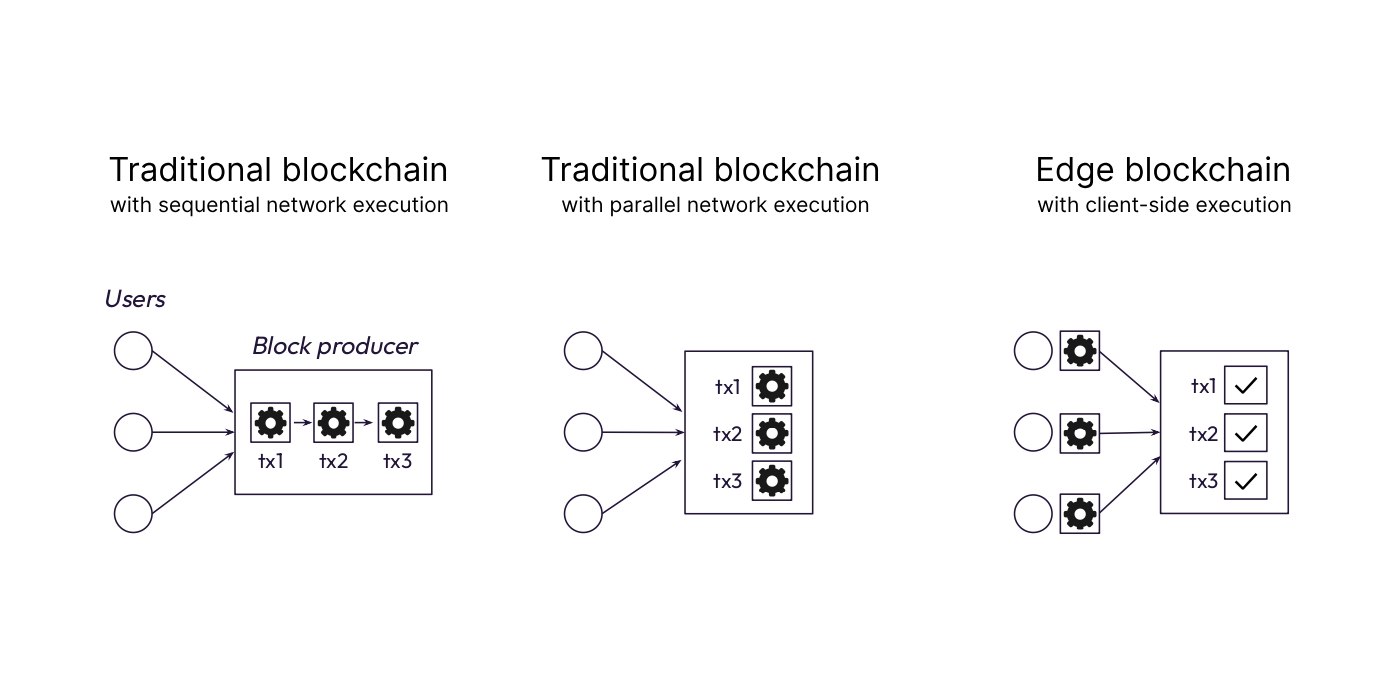 Traditional blockchain
with sequential network execution
Users
Block producer
tx1
tx2
tx3
Traditional blockchain
with parallel network execution
tx1
tx2
tx3
Edge blockchain
with client-side execution
tx1
tx2
tx3